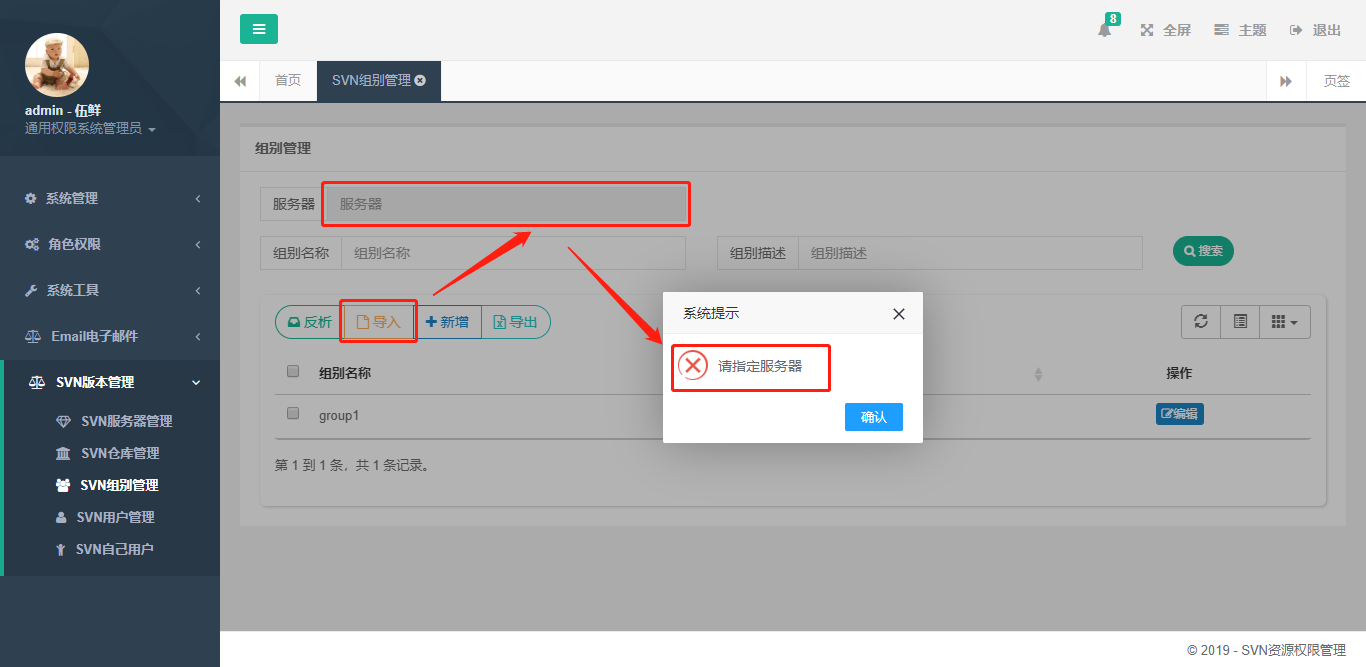 8
全屏
主题
退出
首页
SVN组别管理
页签
admin - 伍鲜
通用权限系统管理员
系统管理
角色权限
系统工具
Email电子邮件
SVN版本管理
SVN服务器管理
SVN仓库管理
SVN组别管理
SVN用户管理
SVN自己用户
组别管理
服务器 服务器
组别名称 组别名称 组别描述 组别描述 搜索
反析 导入 新增 导出
组别名称 操作
group1 编辑
第 1 到 1 条，共 1 条记录。
系统提示
请指定服务器
确认
© 2019 - SVN资源权限管理